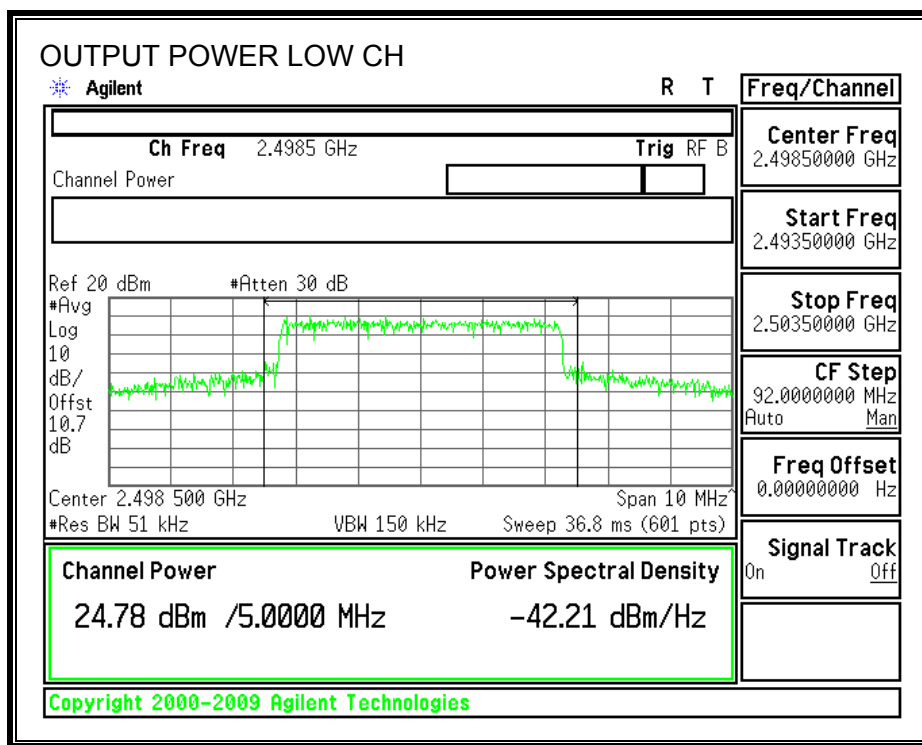 OUTPUT POWER LOW CH
Agilent R T
Freq/Channel
Ch Freq 2.4985 GHz Trig RF B
Channel Power
Center Freq
2.49850000 GHz
Start Freq
2.49350000 GHz
Stop Freq
2.50350000 GHz
CF Step
92.0000000 MHz
Auto Man
Freq Offset
0.00000000 Hz
Signal Track
On Off
Ref 20 dBm #Atten 30 dB
#Avg
Log
10
dB/
Offst
10.7
dB
Center 2.498 500 GHz Span 10 MHz^
#Res BW 51 kHz VBW 150 kHz Sweep 36.8 ms (601 pts)
Channel Power Power Spectral Density
24.78 dBm /5.0000 MHz -42.21 dBm/Hz
Copyright 2000-2009 Agilent Technologies